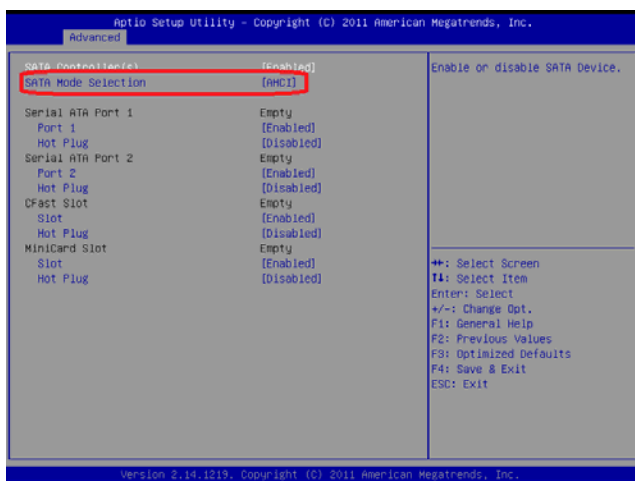 Aptio Setup Utility - Copyright (C) 2011 American Megatrends, Inc.
Advanced
SATA Controller(s) [Enabled]
SATA Mode Selection [AHCI]
Serial ATA Port 1 Empty
Port 1 [Enabled]
Hot Plug [Disabled]
Serial ATA Port 2 Empty
Port 2 [Enabled]
Hot Plug [Disabled]
CFast Slot Empty
Slot [Enabled]
Hot Plug [Disabled]
MiniCard Slot Empty
Slot [Enabled]
Hot Plug [Disabled]
Enable or disable SATA Device.
→←: Select Screen
↑↓: Select Item
Enter: Select
+/-: Change Opt.
F1: General Help
F2: Previous Values
F3: Optimized Defaults
F4: Save & Exit
ESC: Exit
Version 2.14.1219. Copyright (C) 2011 American Megatrends, Inc.